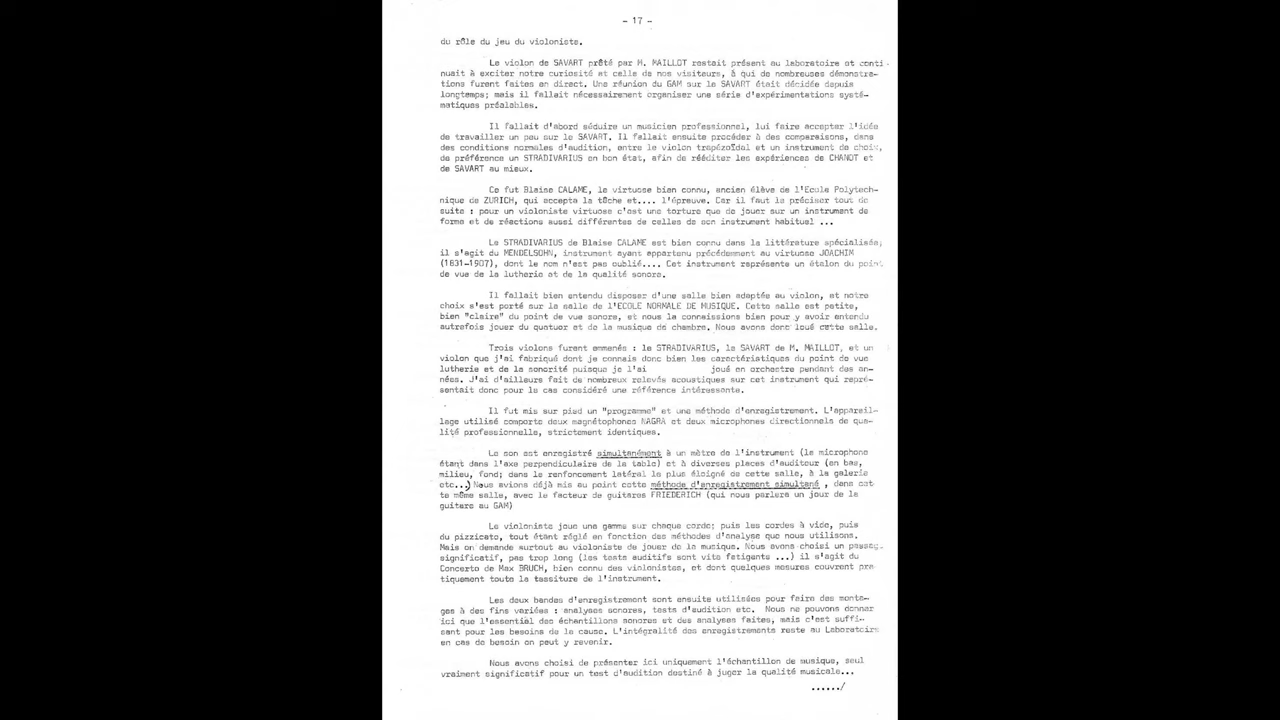 - 17 -
du rôle du jeu du violoniste.
Le violon de SAVART prêté par M. MAILLOT restait présent au laboratoire et conti-
nuait à exciter notre curiosité et celle de nos visiteurs, à qui de nombreuses démonstra-
tions furent faites en direct. Une réunion du GAM sur le SAVART était décidée depuis
longtemps; mais il fallait nécessairement organiser une série d'expérimentations systé-
matiques préalables.
Il fallait d'abord séduire un musicien professionnel, lui faire accepter l'idée
de travailler un peu sur le SAVART. Il fallait ensuite procéder à des comparaisons, dans
des conditions normales d'audition, entre le violon trapézoïdal et un instrument de choix,
de préférence un STRADIVARIUS en bon état, afin de rééditer les expériences de CHANOT et
de SAVART au mieux.
Ce fut Blaise CALAME, le virtuose bien connu, ancien élève de l'Ecole Polytech-
nique de ZURICH, qui accepta la tâche et.... l'épreuve. Car il faut le préciser tout de
suite : pour un violoniste virtuose c'est une torture que de jouer sur un instrument de
forme et de réactions aussi différentes de celles de son instrument habituel ...
Le STRADIVARIUS de Blaise CALAME est bien connu dans la littérature spécialisée;
il s'agit du MENDELSOHN, instrument ayant appartenu précédemment au virtuose JOACHIM
(1831-1907), dont le nom n'est pas oublié.... Cet instrument représente un étalon du point
de vue de la lutherie et de la qualité sonore.
Il fallait bien entendu disposer d'une salle bien adaptée au violon, et notre
choix s'est porté sur la salle de l'ECOLE NORMALE DE MUSIQUE. Cette salle est petite,
bien "claire" du point de vue sonore, et nous la connaissions bien pour y avoir entendu
autrefois jouer du quatuor et de la musique de chambre. Nous avons donc loué cette salle.
Trois violons furent emmenés : le STRADIVARIUS, le SAVART de M. MAILLOT, et un
violon que j'ai fabriqué dont je connais donc bien les caractéristiques du point de vue
lutherie et de la sonorité puisque je l'ai joué en orchestre pendant des an-
nées. J'ai d'ailleurs fait de nombreux relevés acoustiques sur cet instrument qui repré-
sentait donc pour le cas considéré une référence intéressante.
Il fut mis sur pied un "programme" et une méthode d'enregistrement. L'appareil-
lage utilisé comporte deux magnétophones NAGRA et deux microphones directionnels de qua-
lité professionnelle, strictement identiques.
Le son est enregistré simultanément à un mètre de l'instrument (le microphone
étant dans l'axe perpendiculaire de la table) et à diverses places d'auditeur (en bas,
milieu, fond; dans le renfoncement latéral le plus éloigné de cette salle, à la galerie
etc...) Nous avions déjà mis au point cette méthode d'enregistrement simultané , dans cet
te même salle, avec le facteur de guitares FRIEDERICH (qui nous parlera un jour de la
guitare au GAM)
Le violoniste joue une gamme sur chaque corde; puis les cordes à vide, puis
du pizzicato, tout étant réglé en fonction des méthodes d'analyse que nous utilisons.
Mais on demande surtout au violoniste de jouer de la musique. Nous avons choisi un passage
significatif, pas trop long (les tests auditifs sont vite fatigants ...) il s'agit du
Concerto de Max BRUCH, bien connu des violonistes, et dont quelques mesures couvrent pra
tiquement toute la tessiture de l'instrument.
Les deux bandes d'enregistrement sont ensuite utilisées pour faire des monta-
ges à des fins variées : analyses sonores, tests d'audition etc. Nous ne pouvons donner
ici que l'essentiel des échantillons sonores et des analyses faites, mais c'est suffi-
sant pour les besoins de la cause. L'intégralité des enregistrements reste au Laboratoire
en cas de besoin on peut y revenir.
Nous avons choisi de présenter ici uniquement l'échantillon de musique, seul
vraiment significatif pour un test d'audition destiné à juger la qualité musicale...
....../